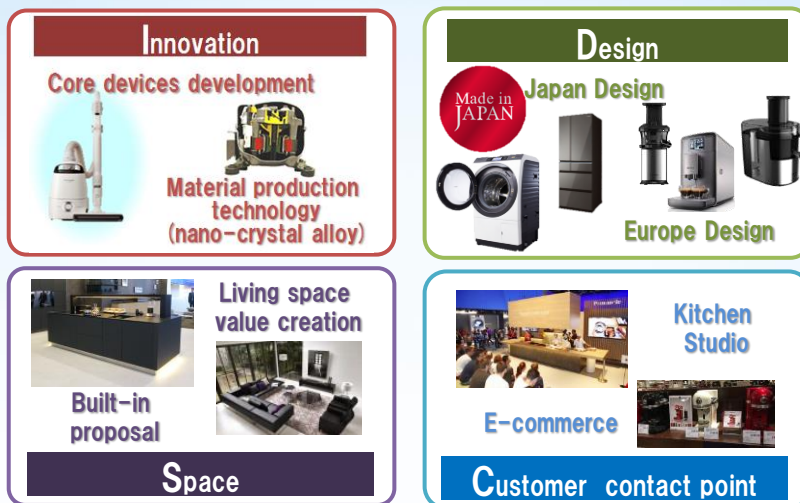 Innovation
Core devices development
Material production
technology
(nano-crystal alloy)
Design
Made in
JAPAN
Japan Design
Europe Design
Living space
value creation
Built-in
proposal
Space
Kitchen
Studio
E-commerce
Customer contact point